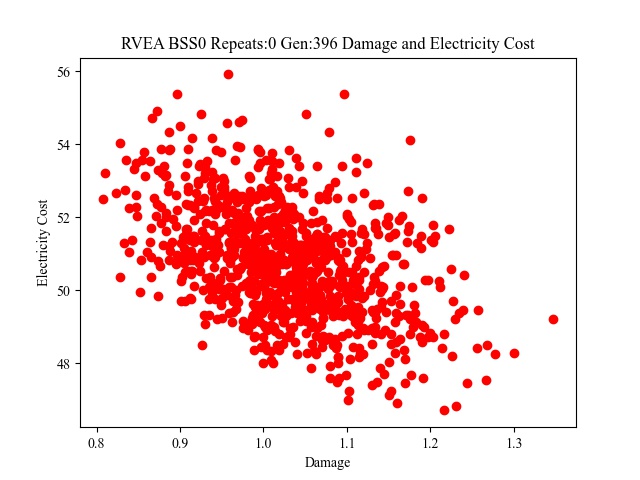 RVEA BSS0 Repeats:0 Gen:396 Damage and Electricity Cost
56
54
52
50
48
Electricity Cost
0.8 0.9 1.0 1.1 1.2 1.3
Damage